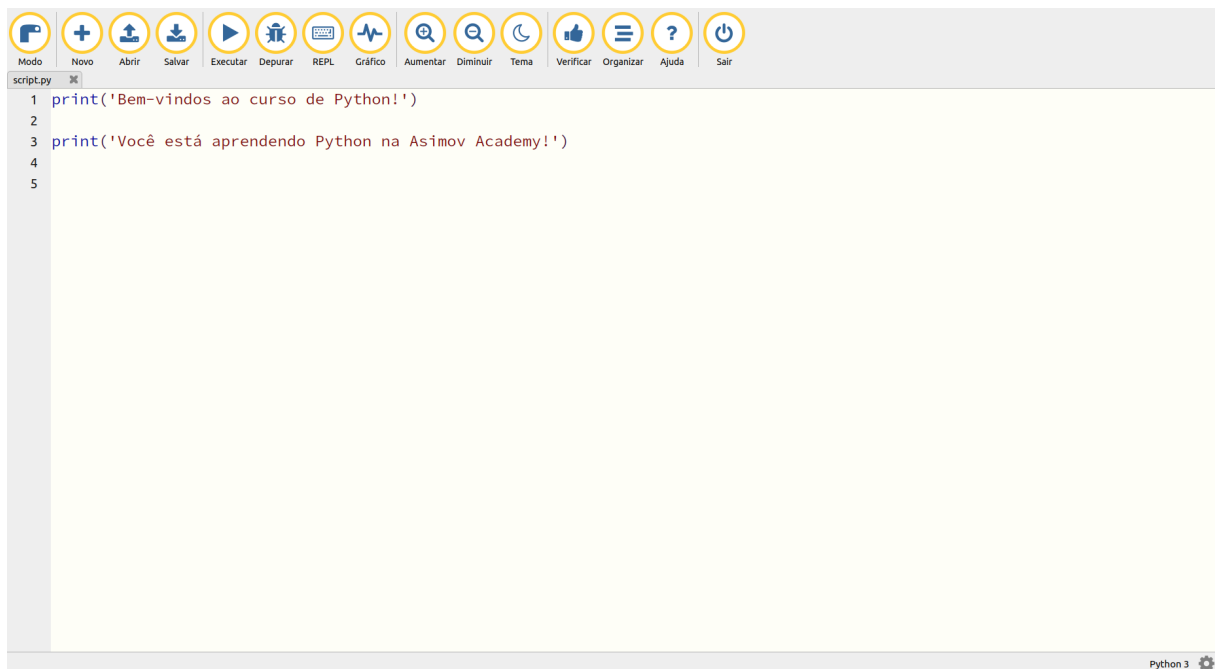 Modo Novo Abrir Salvar Executar Depurar REPL Gráfico Aumentar Diminuir Tema Verificar Organizar Ajuda Sair
script.py
1 print('Bem-vindos ao curso de Python!')
2
3 print('Você está aprendendo Python na Asimov Academy!')
4
5
Python 3